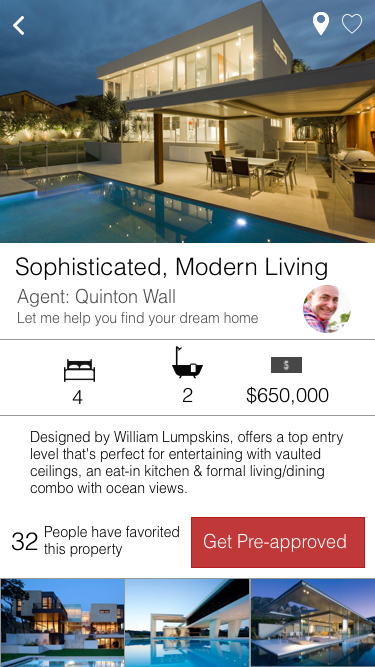 Sophisticated, Modern Living
Agent: Quinton Wall
Let me help you find your dream home
4
2
$
$650,000
Designed by William Lumpskins, offers a top entry
level that's perfect for entertaining with vaulted
ceilings, an eat-in kitchen & formal living/dining
combo with ocean views.
32
People have favorited
this property
Get Pre-approved